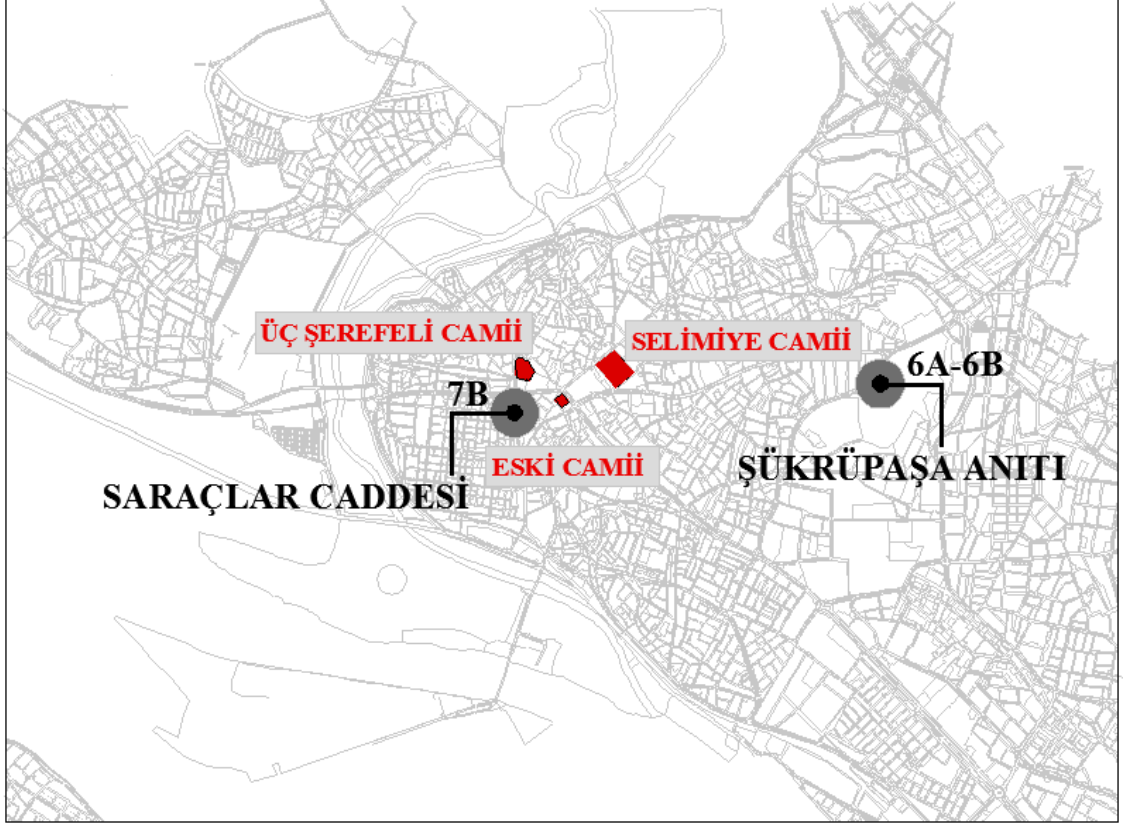 ÜÇ ŞEREFELİ CAMİİ
SELİMİYE CAMİİ
6A-6B
7B
ESKİ CAMİİ
ŞÜKRÜPAŞA ANITI
SARAÇLAR CADDESİ